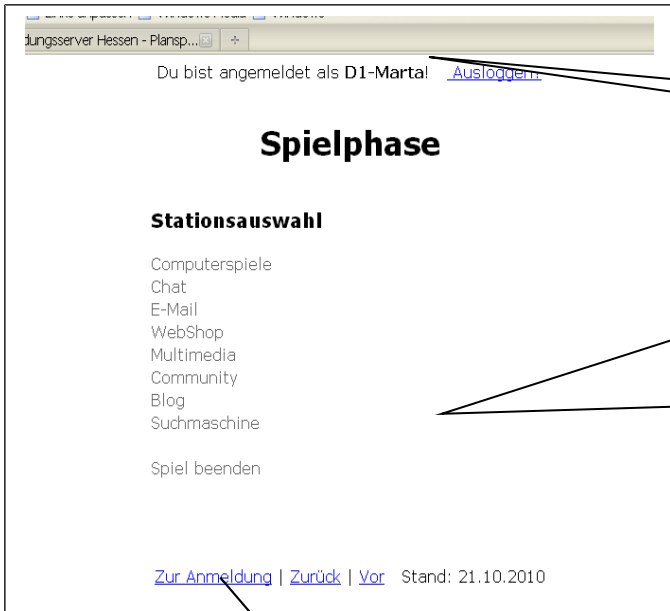 dungsserver Hessen - Plansp...
Du bist angemeldet als D1-Marta! Ausloggen
Spielphase
Stationsauswahl
Computerspiele
Chat
E-Mail
WebShop
Multimedia
Community
Blog
Suchmaschine
Spiel beenden
Zur Anmeldung | Zurück | Vor Stand: 21.10.2010